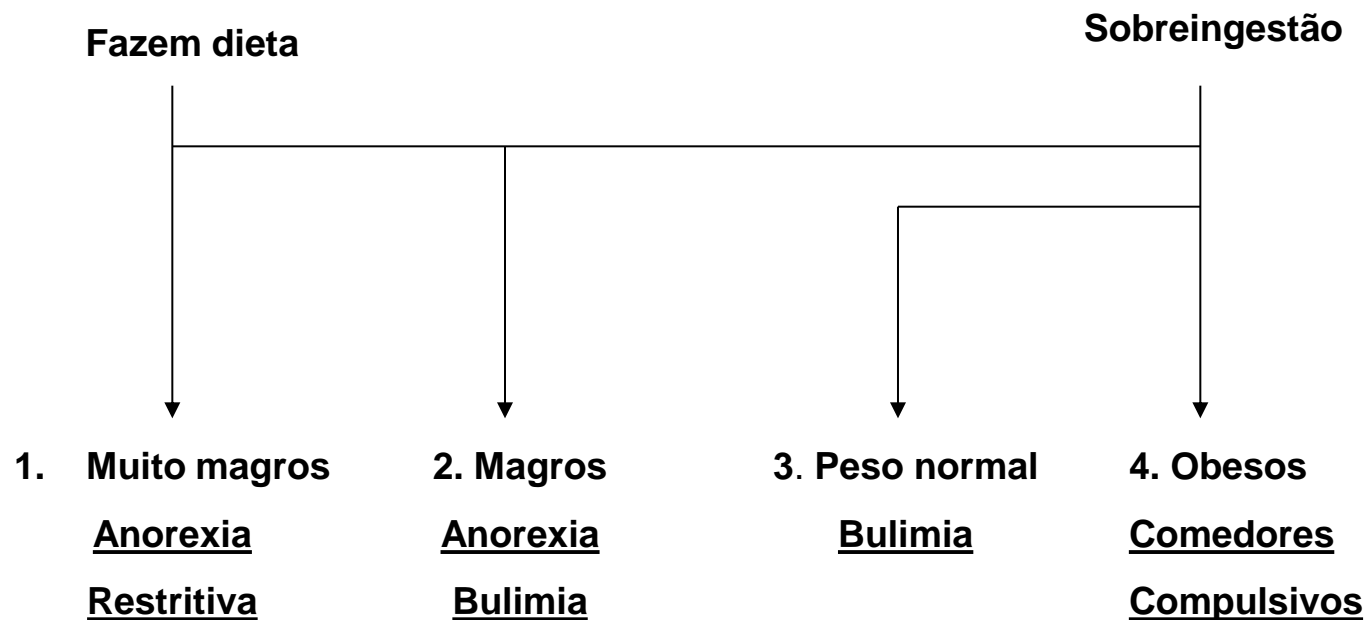 Fazem dieta
Sobreingestão
1. Muito magros
Anorexia
Restritiva
2. Magros
Anorexia
Bulimia
3. Peso normal
Bulimia
4. Obesos
Comedores
Compulsivos